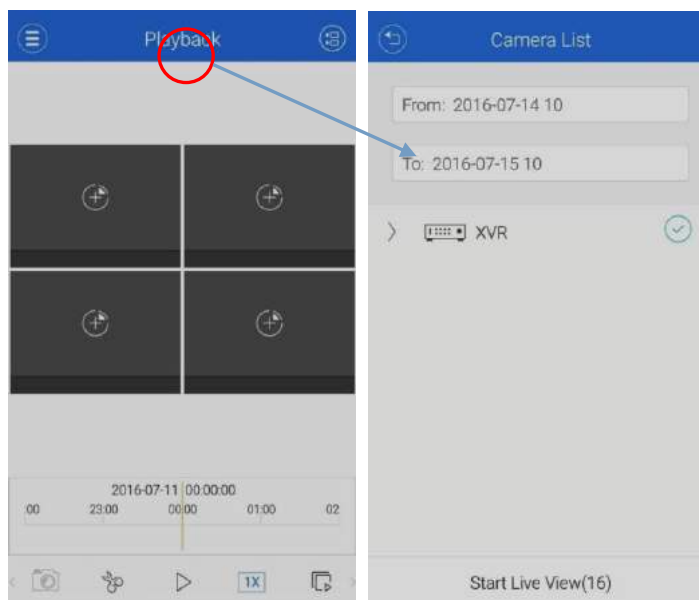 Playback
2016-07-11 00:00:00
:00 23:00 00:00 01:00 02
1X
Camera List
From: 2016-07-14 10
To: 2016-07-15 10
XVR
Start Live View(16)